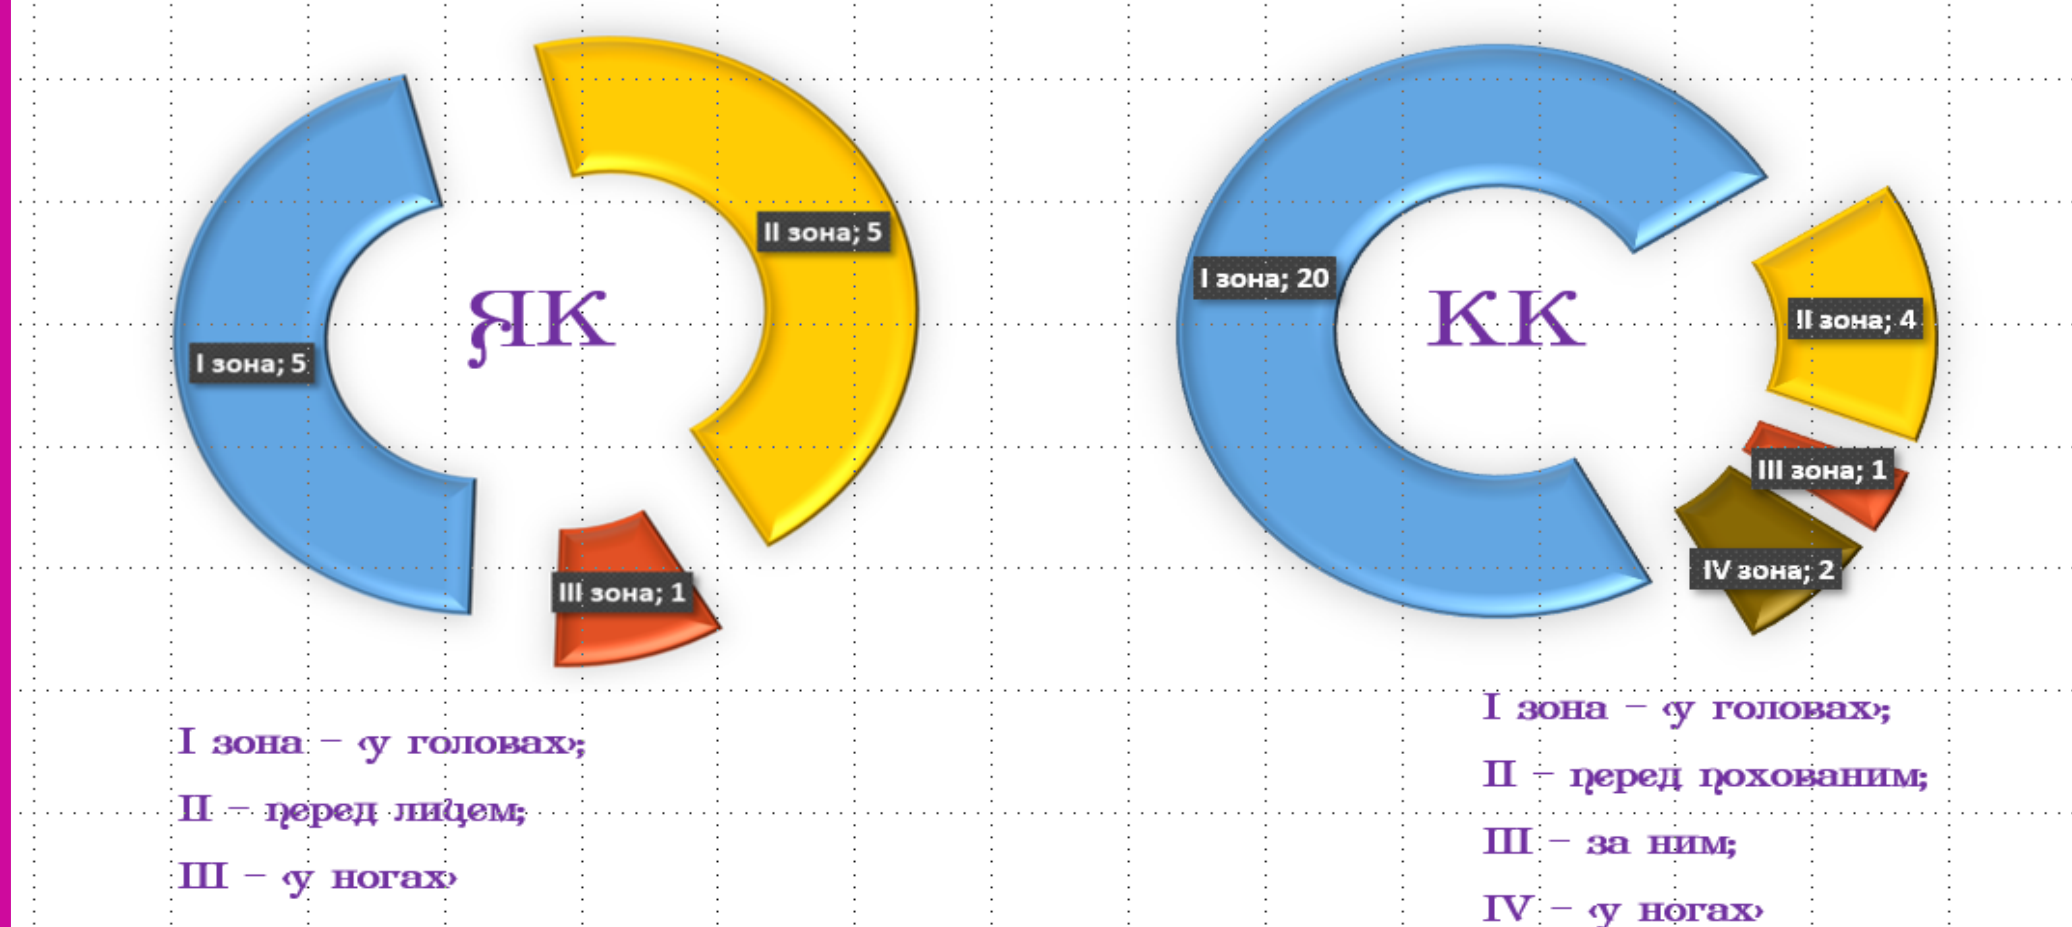 II зона; 5
ЯК
I зона; 5
III зона; 1
I зона – ‹у головах›;
II – перед лицем;
III – ‹у ногах›
I зона; 20
КК
II зона; 4
III зона; 1
IV зона; 2
I зона – ‹у головах›;
II – перед похованим;
III – за ним;
IV – ‹у ногах›